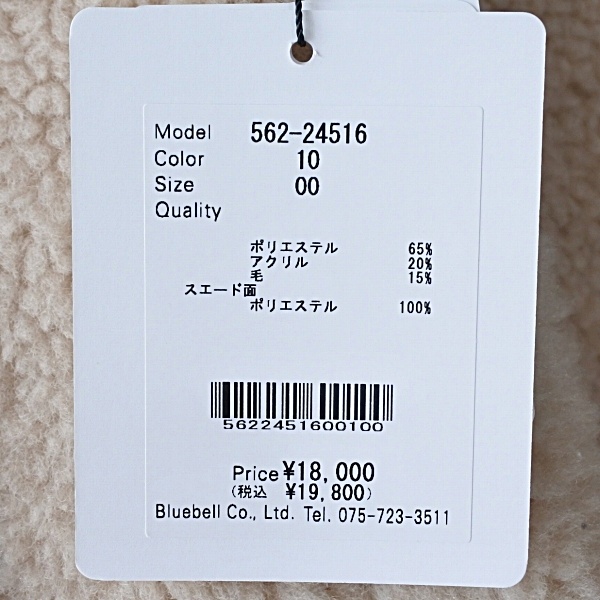 Model 562-24516
Color 10
Size 00
Quality
ポリエステル 65%
アクリル 20%
毛 15%
スエード面
ポリエステル 100%
5622451600100
Price ¥18,000
(税込 ¥19,800)
Bluebell Co., Ltd. Tel. 075-723-3511